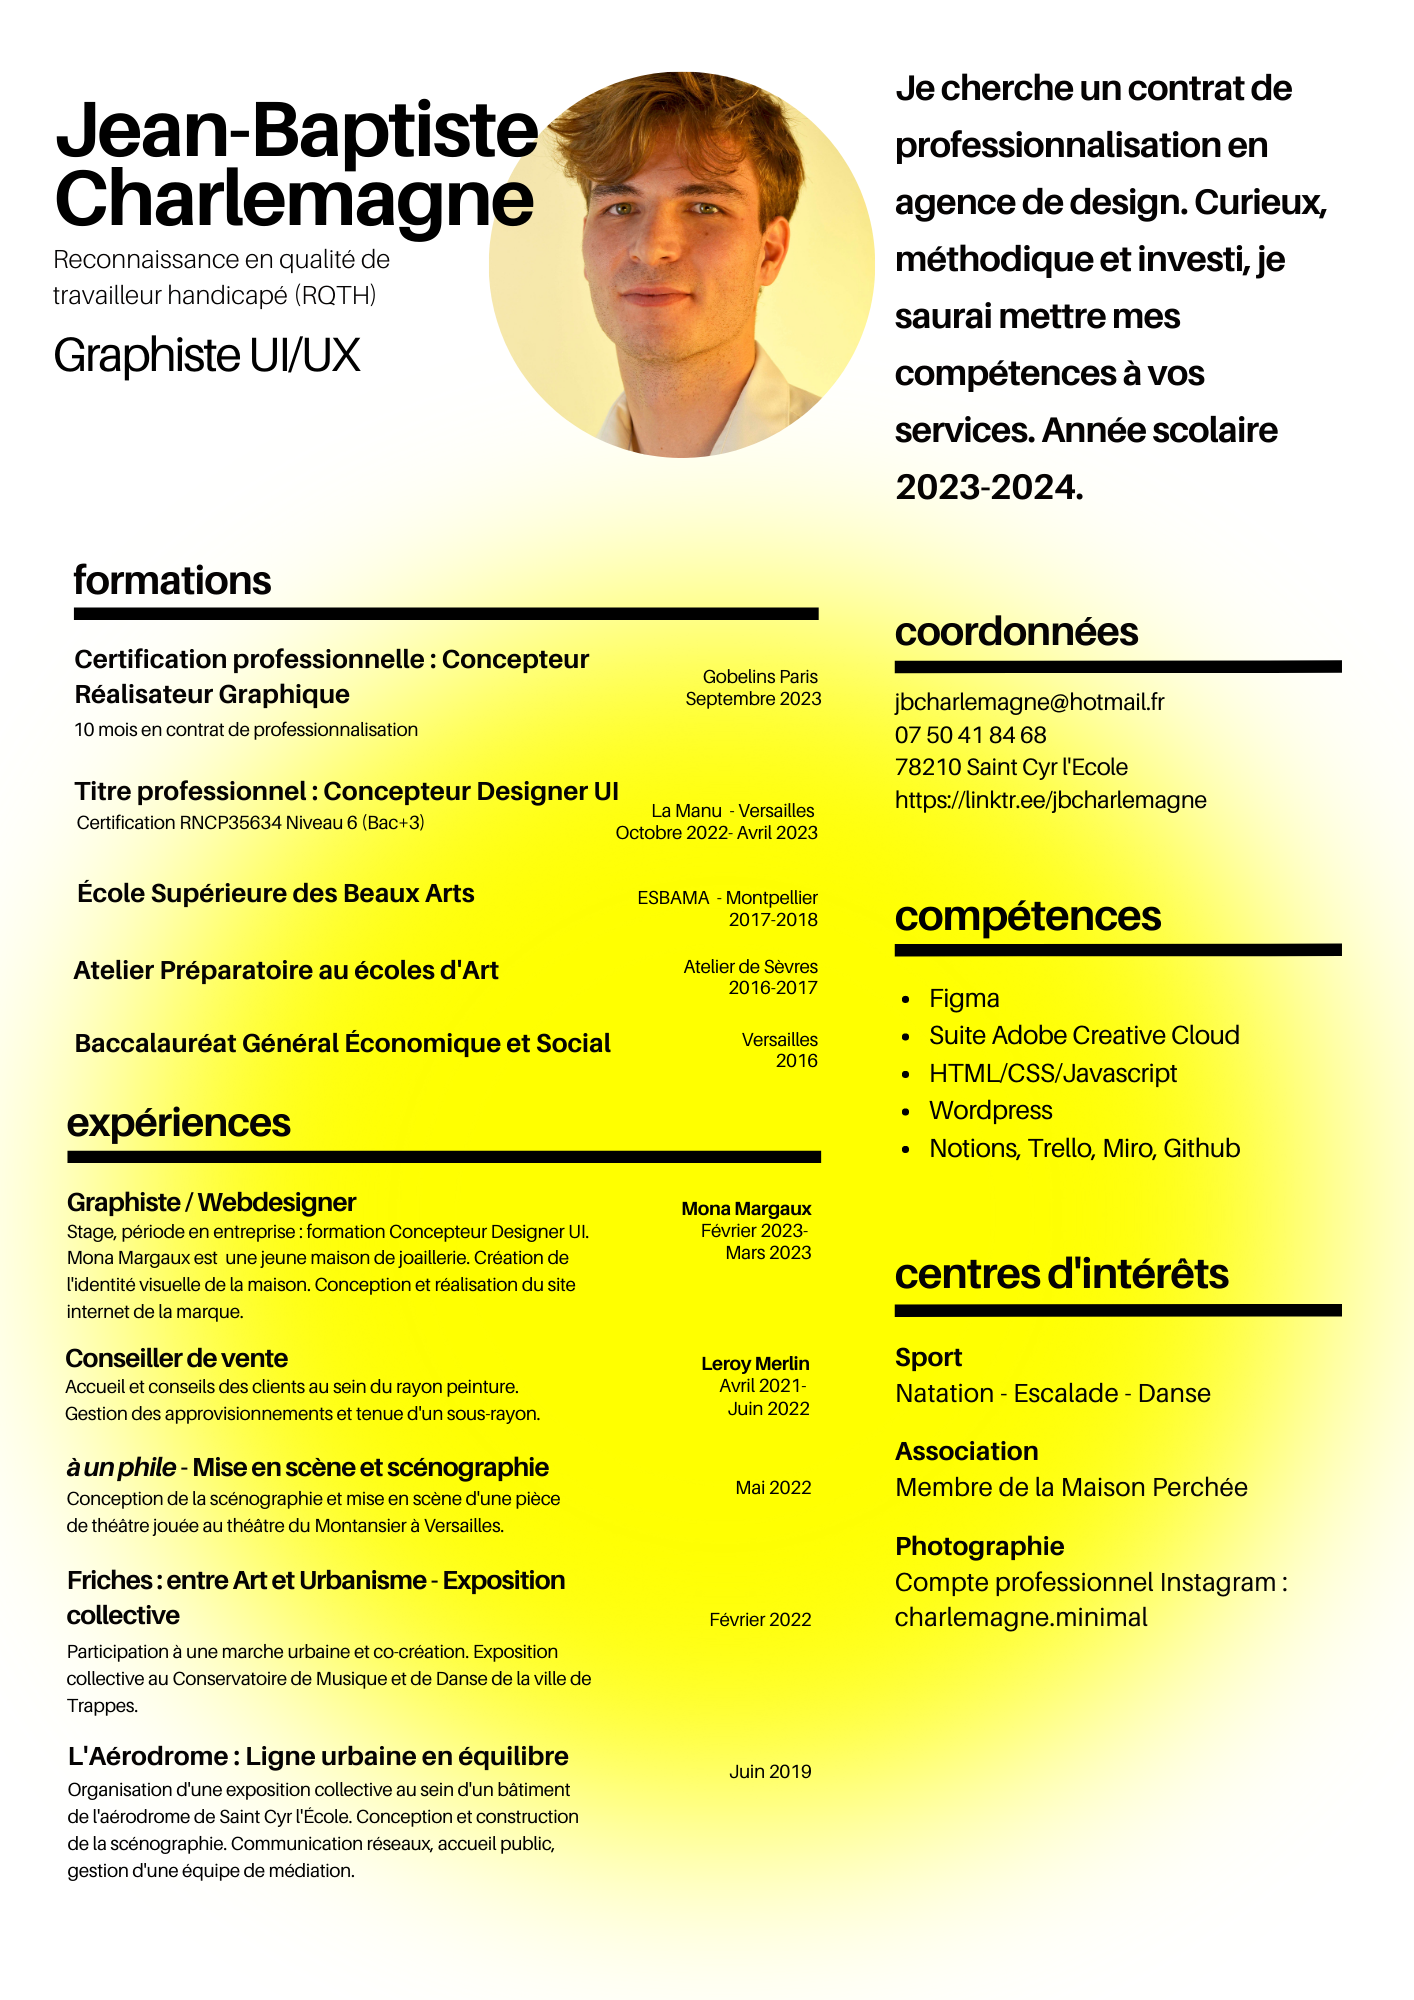 Jean-Baptiste
Charlemagne
Reconnaissance en qualité de
travailleur handicapé (RQTH)
Graphiste UI/UX
Je cherche un contrat de
professionnalisation en
agence de design. Curieux,
méthodique et investi, je
saurai mettre mes
compétences à vos
services. Année scolaire
2023-2024.
formations
Certification professionnelle : Concepteur
Réalisateur Graphique
10 mois en contrat de professionnalisation
Gobelins Paris
Septembre 2023
Titre professionnel : Concepteur Designer UI
Certification RNCP35634 Niveau 6 (Bac+3)
La Manu - Versailles
Octobre 2022- Avril 2023
École Supérieure des Beaux Arts
ESBAMA - Montpellier
2017-2018
Atelier Préparatoire au écoles d'Art
Atelier de Sèvres
2016-2017
Baccalauréat Général Économique et Social
Versailles
2016
expériences
Graphiste / Webdesigner
Stage, période en entreprise : formation Concepteur Designer UI.
Mona Margaux est une jeune maison de joaillerie. Création de
l'identité visuelle de la maison. Conception et réalisation du site
internet de la marque.
Mona Margaux
Février 2023-
Mars 2023
Conseiller de vente
Accueil et conseils des clients au sein du rayon peinture.
Gestion des approvisionnements et tenue d'un sous-rayon.
Leroy Merlin
Avril 2021-
Juin 2022
à un phile - Mise en scène et scénographie
Conception de la scénographie et mise en scène d'une pièce
de théâtre jouée au théâtre du Montansier à Versailles.
Mai 2022
Friches : entre Art et Urbanisme - Exposition
collective
Participation à une marche urbaine et co-création. Exposition
collective au Conservatoire de Musique et de Danse de la ville de
Trappes.
Février 2022
L'Aérodrome : Ligne urbaine en équilibre
Organisation d'une exposition collective au sein d'un bâtiment
de l'aérodrome de Saint Cyr l'École. Conception et construction
de la scénographie. Communication réseaux, accueil public,
gestion d'une équipe de médiation.
Juin 2019
coordonnées
jbcharlemagne@hotmail.fr
07 50 41 84 68
78210 Saint Cyr l'Ecole
https://linktr.ee/jbcharlemagne
compétences
• Figma
• Suite Adobe Creative Cloud
• HTML/CSS/Javascript
• Wordpress
• Notions, Trello, Miro, Github
centres d'intérêts
Sport
Natation - Escalade - Danse
Association
Membre de la Maison Perchée
Photographie
Compte professionnel Instagram :
charlemagne.minimal